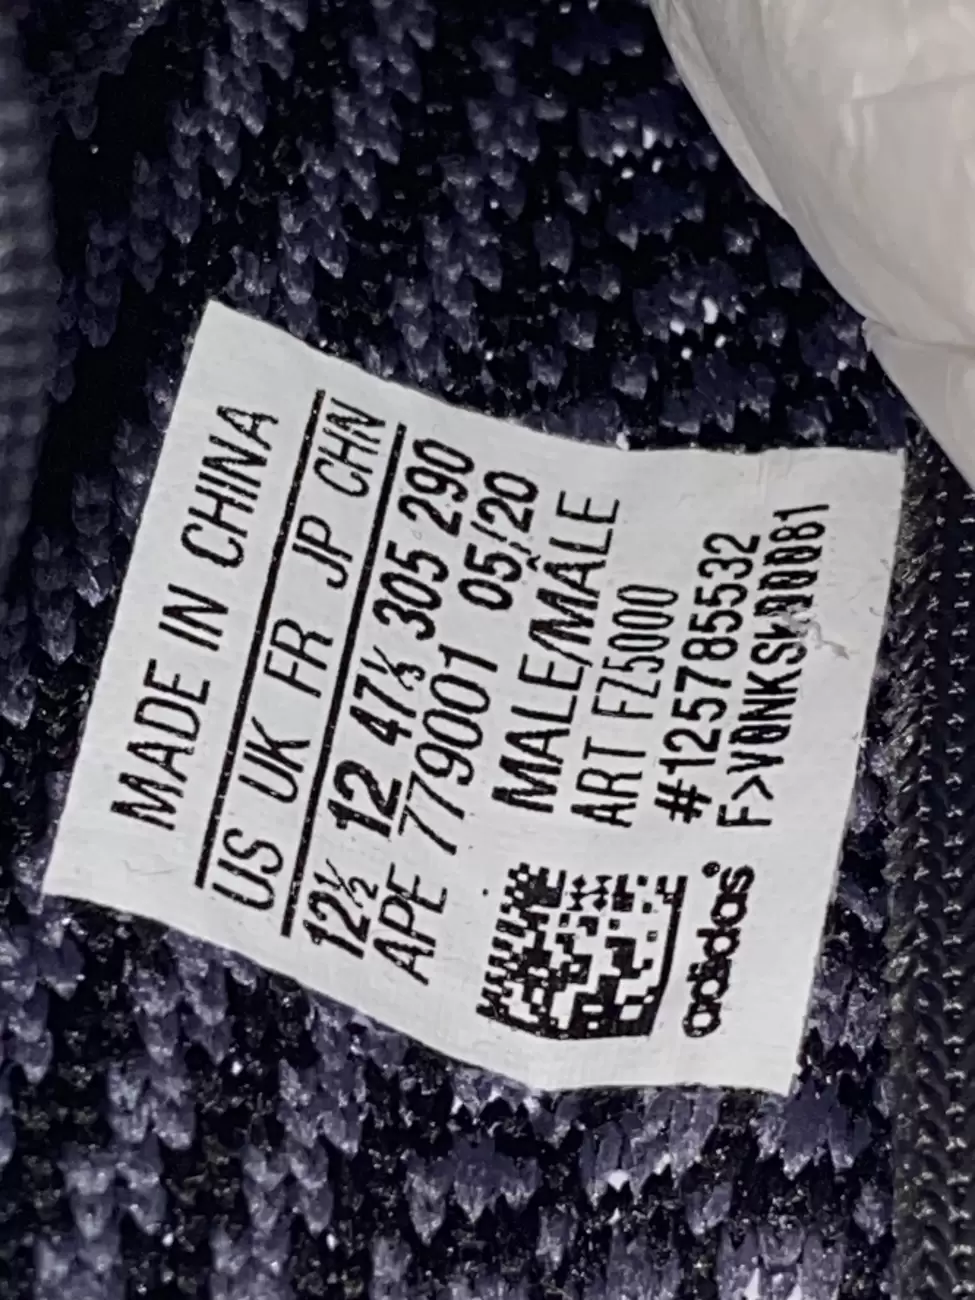 MADE IN CHINA
US UK FR JP CHN
12½ 12 47⅓ 305 290
APE 779001 05/20
MALE/MÂLE
ART FZ5000
#125785532
adidas